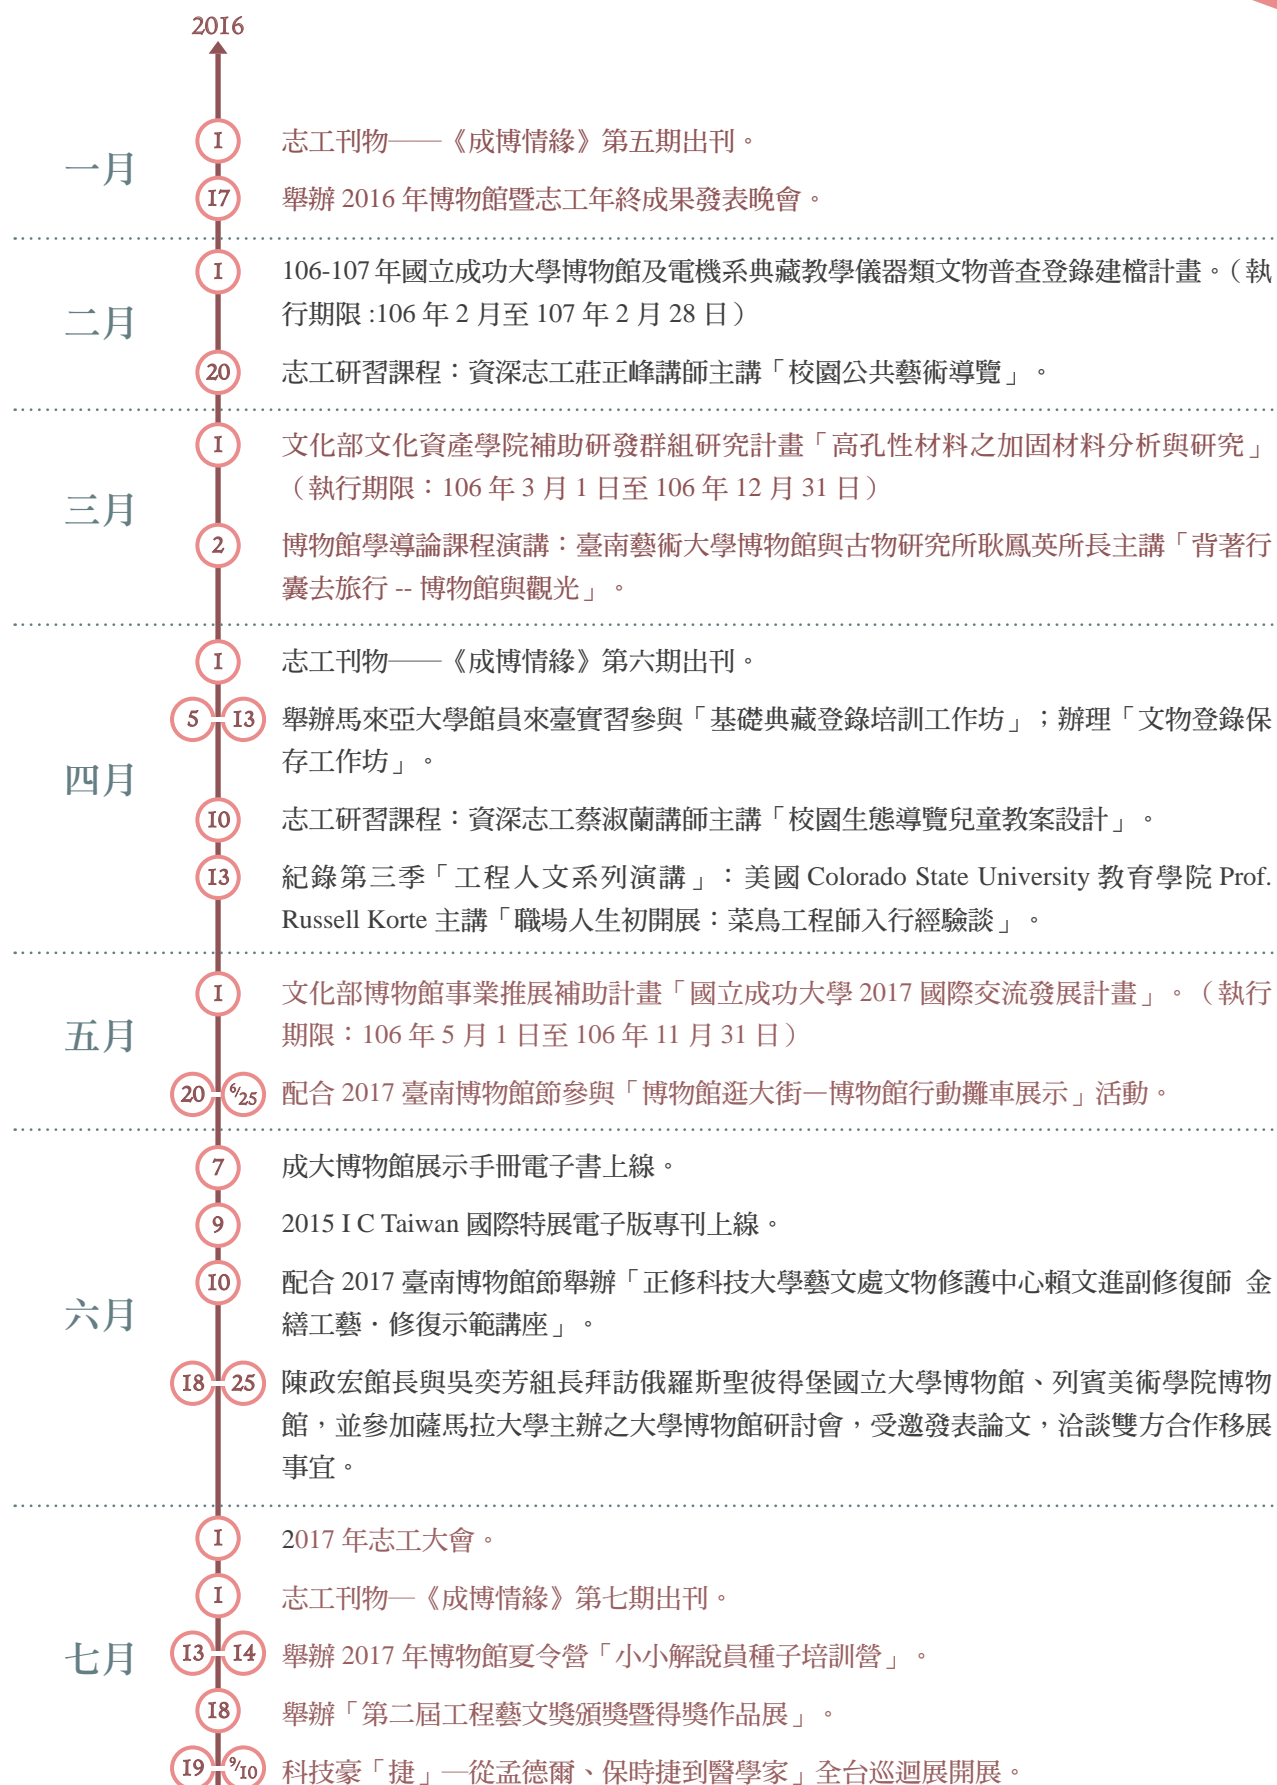 2016
一月
1
志工刊物──《成博情緣》第五期出刊。
17
舉辦 2016 年博物館暨志工年終成果發表晚會。
二月
1
106-107 年國立成功大學博物館及電機系典藏教學儀器類文物普查登錄建檔計畫。（執
行期限 :106 年 2 月至 107 年 2 月 28 日）
20
志工研習課程：資深志工莊正峰講師主講「校園公共藝術導覽」。
三月
1
文化部文化資產學院補助研發群組研究計畫「高孔性材料之加固材料分析與研究」
（執行期限：106 年 3 月 1 日至 106 年 12 月 31 日）
2
博物館學導論課程演講：臺南藝術大學博物館與古物研究所耿鳳英所長主講「背著行
囊去旅行 -- 博物館與觀光」。
四月
1
志工刊物──《成博情緣》第六期出刊。
5 13
舉辦馬來亞大學館員來臺實習參與「基礎典藏登錄培訓工作坊」；辦理「文物登錄保
存工作坊」。
10
志工研習課程：資深志工蔡淑蘭講師主講「校園生態導覽兒童教案設計」。
13
紀錄第三季「工程人文系列演講」：美國 Colorado State University 教育學院 Prof.
Russell Korte 主講「職場人生初開展：菜鳥工程師入行經驗談」。
五月
1
文化部博物館事業推展補助計畫「國立成功大學 2017 國際交流發展計畫」。（執行
期限：106 年 5 月 1 日至 106 年 11 月 31 日）
20 6/25
配合 2017 臺南博物館節參與「博物館逛大街—博物館行動攤車展示」活動。
六月
7
成大博物館展示手冊電子書上線。
9
2015 I C Taiwan 國際特展電子版專刊上線。
10
配合 2017 臺南博物館節舉辦「正修科技大學藝文處文物修護中心賴文進副修復師 金
繕工藝．修復示範講座」。
18 25
陳政宏館長與吳奕芳組長拜訪俄羅斯聖彼得堡國立大學博物館、列賓美術學院博物
館，並參加薩馬拉大學主辦之大學博物館研討會，受邀發表論文，洽談雙方合作移展
事宜。
七月
1
2017 年志工大會。
1
志工刊物─《成博情緣》第七期出刊。
13 14
舉辦 2017 年博物館夏令營「小小解說員種子培訓營」。
18
舉辦「第二屆工程藝文獎頒獎暨得獎作品展」。
19 9/10
科技豪「捷」─從孟德爾、保時捷到醫學家」全台巡迴展開展。